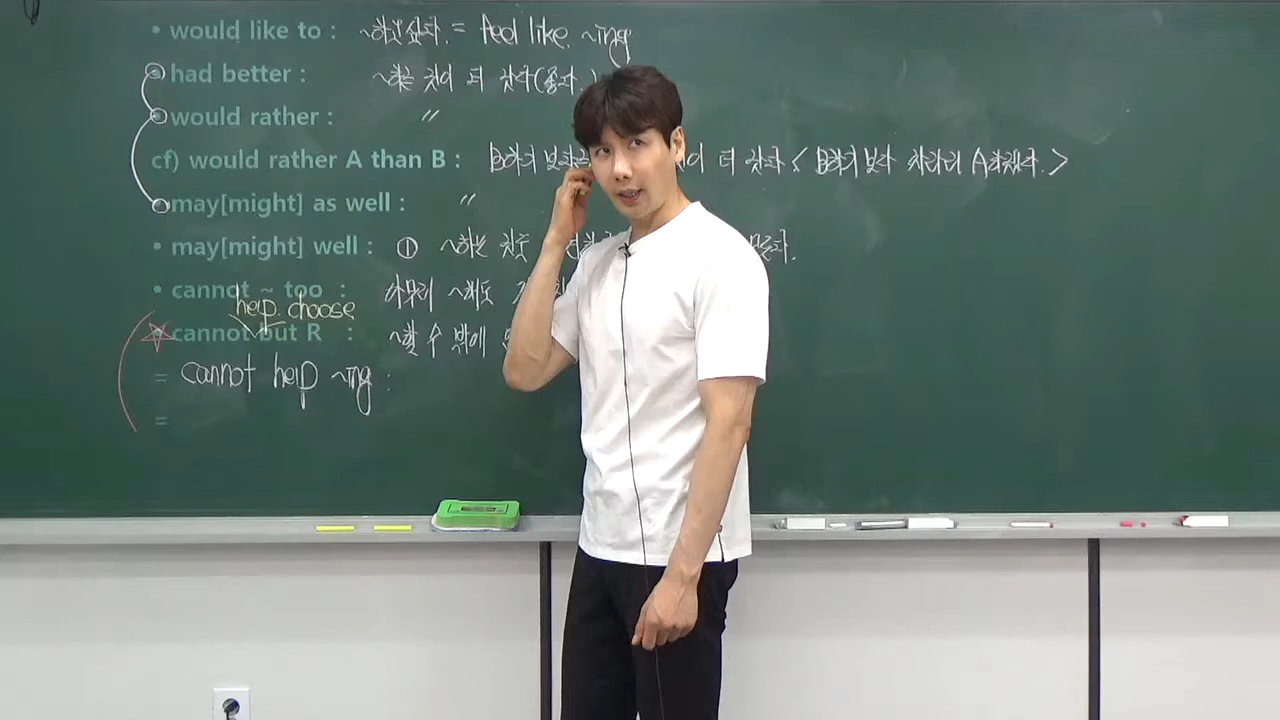 • would like to : ~하고 싶다. = feel like ~ing
had better : ~하는 것이 더 낫다(좋다.)
• would rather : 〃
cf) would rather A than B : B하기 보다 이 더 낫다 < B하기 보다 차라리 A하겠다. >
may[might] as well : 〃
• may[might] well : ① ~하는 것도 모른다.
• cannot ~ too : 아무리 ~해도
help choose
cannot but R : ~할 수 밖에
= cannot help ~ing :
=